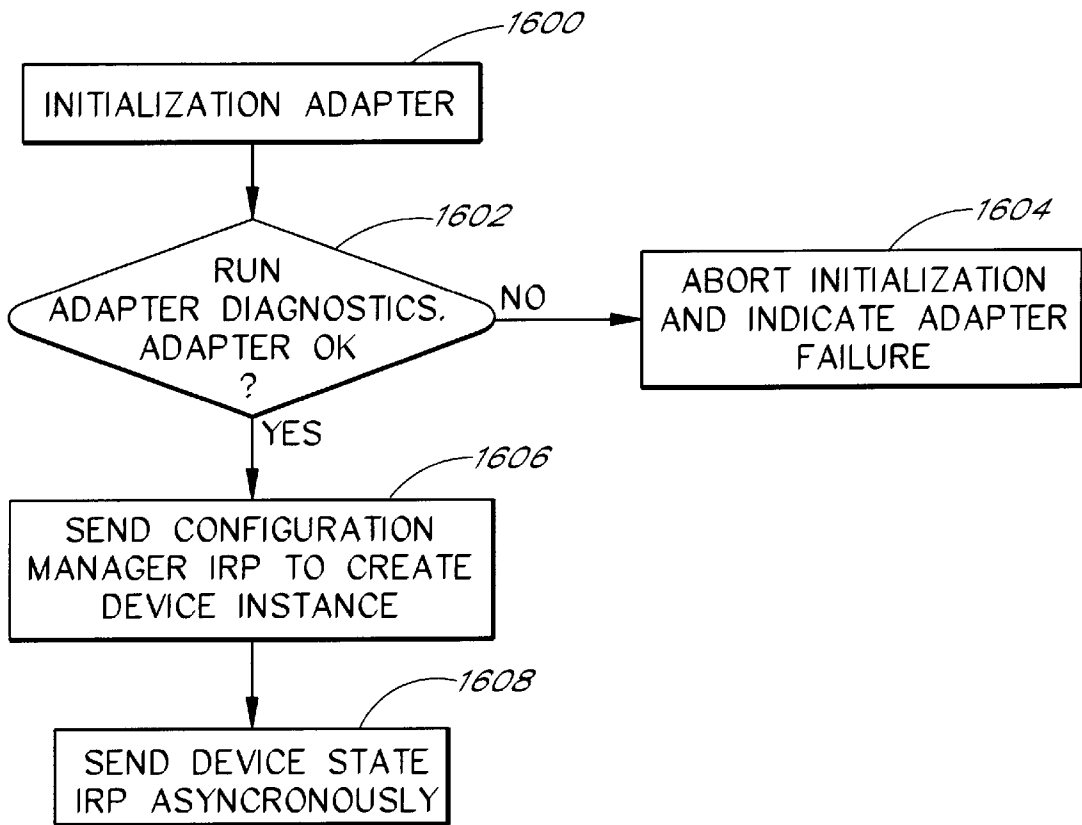 1600
INITIALIZATION ADAPTER
1602
RUN
ADAPTER DIAGNOSTICS.
ADAPTER OK
?
NO
1604
ABORT INITIALIZATION
AND INDICATE ADAPTER
FAILURE
YES
1606
SEND CONFIGURATION
MANAGER IRP TO CREATE
DEVICE INSTANCE
1608
SEND DEVICE STATE
IRP ASYNCRONOUSLY